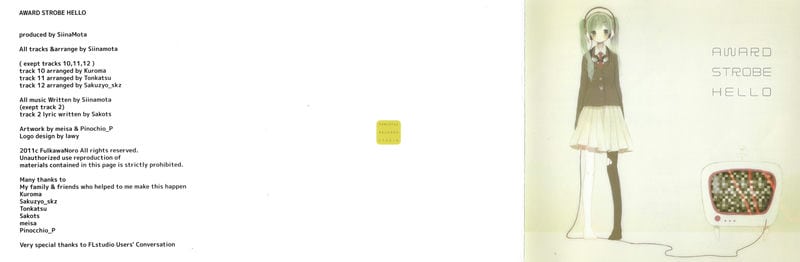 AWARD STROBE HELLO
produced by SiinaMota
All tracks &arrange by Siinamota
( exept tracks 10,11,12 )
track 10 arranged by Kuroma
track 11 arranged by Tonkatsu
track 12 arranged by Sakuzyo_skz
All music Written by Siinamota
(exept track 2)
track 2 lyric written by Sakots
Artwork by meisa & Pinochio_P
Logo design by lawy
2011c FulkawaNoro All rights reserved.
Unauthorized use reproduction of
materials contained in this page is strictly prohibited.
Many thanks to
My family & friends who helped to me make this happen
Kuroma
Sakuzyo_skz
Tonkatsu
Sakots
meisa
Pinocchio_P
Very special thanks to FLstudio Users' Conversation
AWARD
STROBE
HELLO